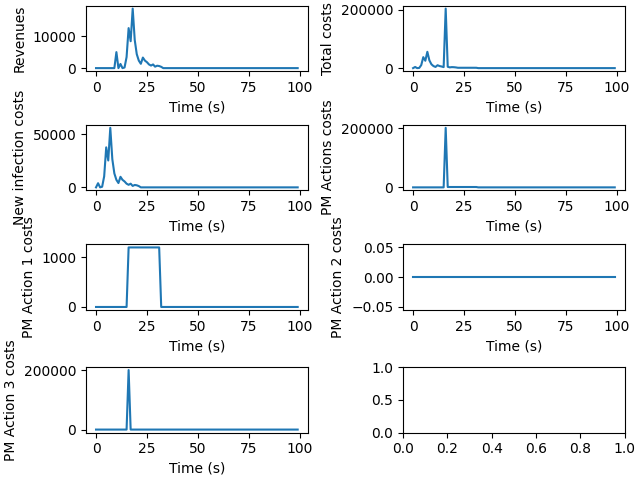 Revenues
10000
0
0 25 50 75 100
Time (s)
Total costs
200000
0
0 25 50 75 100
Time (s)
New infection costs
50000
0
0 25 50 75 100
Time (s)
PM Actions costs
200000
0
0 25 50 75 100
Time (s)
PM Action 1 costs
1000
0
0 25 50 75 100
Time (s)
PM Action 2 costs
0.05
0.00
−0.05
0 25 50 75 100
Time (s)
PM Action 3 costs
200000
0
0 25 50 75 100
Time (s)
1.0
0.5
0.0
0.0 0.2 0.4 0.6 0.8 1.0